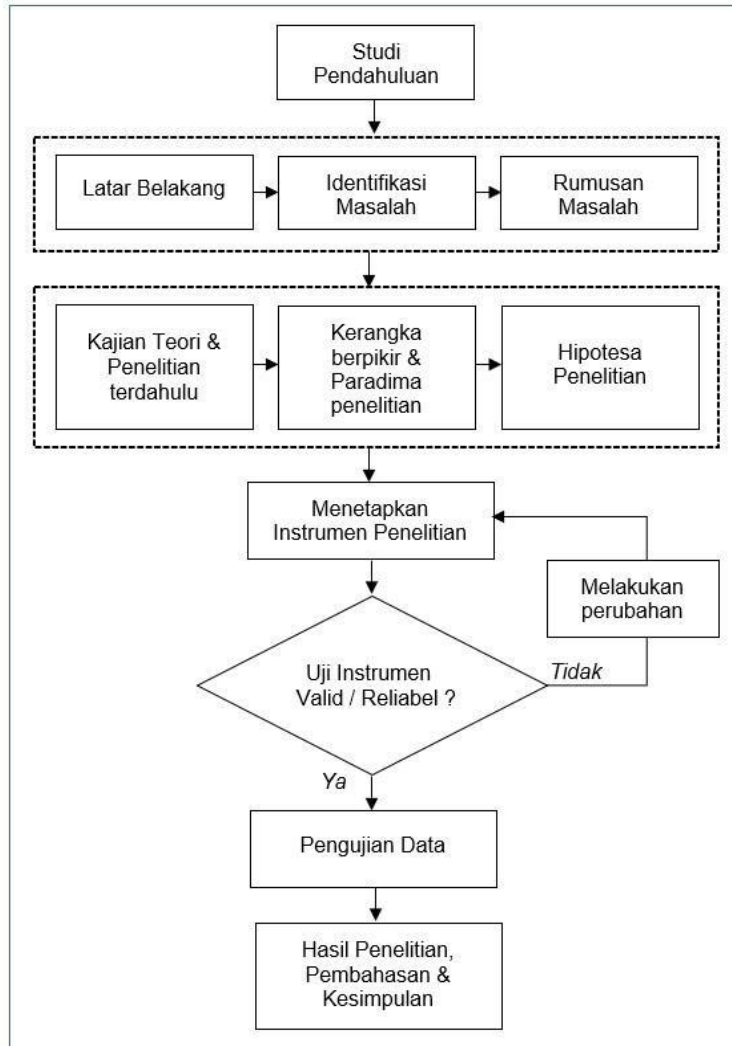 Studi
Pendahuluan
Latar Belakang
Identifikasi
Masalah
Rumusan
Masalah
Kajian Teori &
Penelitian
terdahulu
Kerangka
berpikir &
Paradima
penelitian
Hipotesa
Penelitian
Menetapkan
Instrumen Penelitian
Melakukan
perubahan
Uji Instrumen
Valid / Reliabel ?
Tidak
Ya
Pengujian Data
Hasil Penelitian,
Pembahasan &
Kesimpulan